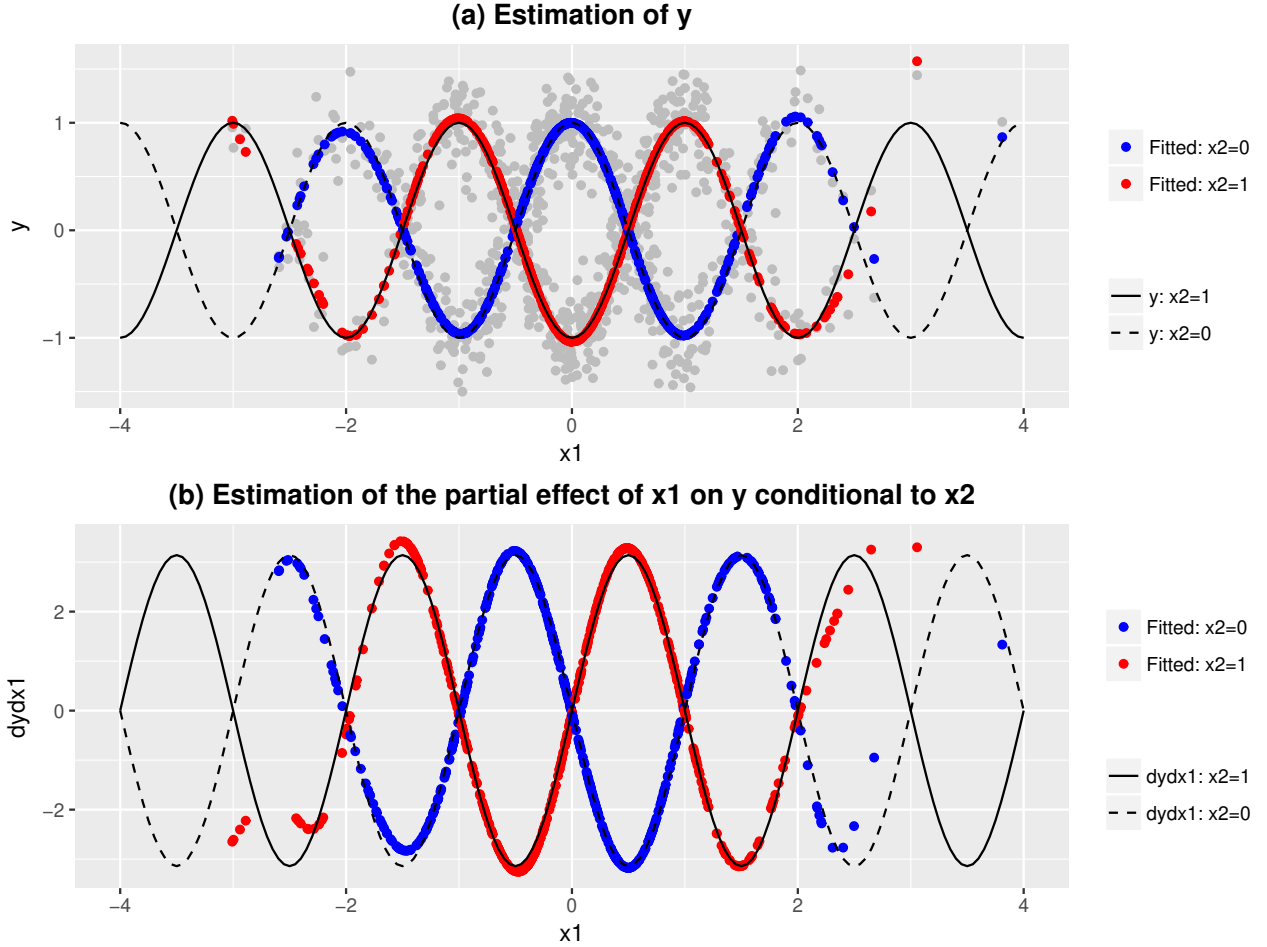 (a) Estimation of y
1
0
−1
y
−4
−2
0
2
4
x1
Fitted: x2=0
Fitted: x2=1
y: x2=1
y: x2=0
(b) Estimation of the partial effect of x1 on y conditional to x2
2
0
−2
dydx1
−4
−2
0
2
4
x1
Fitted: x2=0
Fitted: x2=1
dydx1: x2=1
dydx1: x2=0